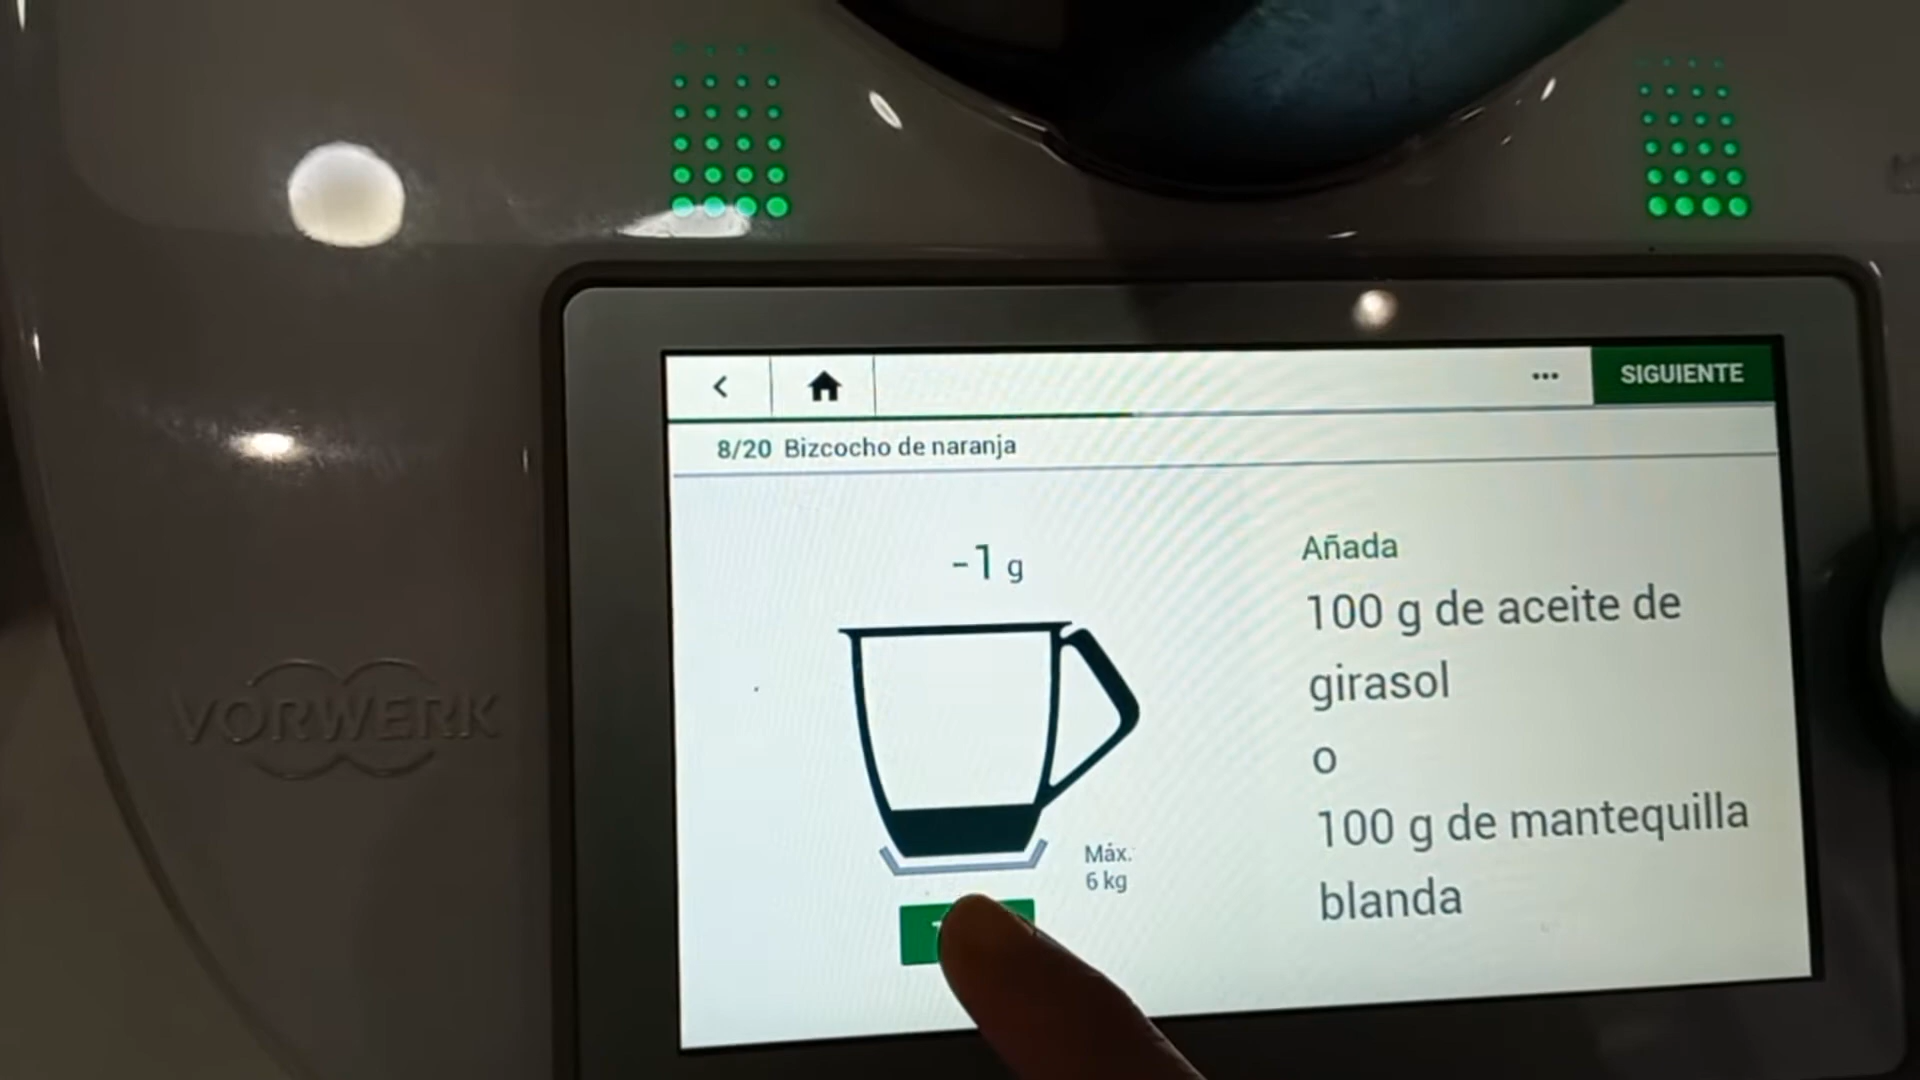 SIGUIENTE
8/20 Bizcocho de naranja
-1 g
Añada
100 g de aceite de
girasol
o
100 g de mantequilla
blanda
Máx.
6 kg
VORWERK